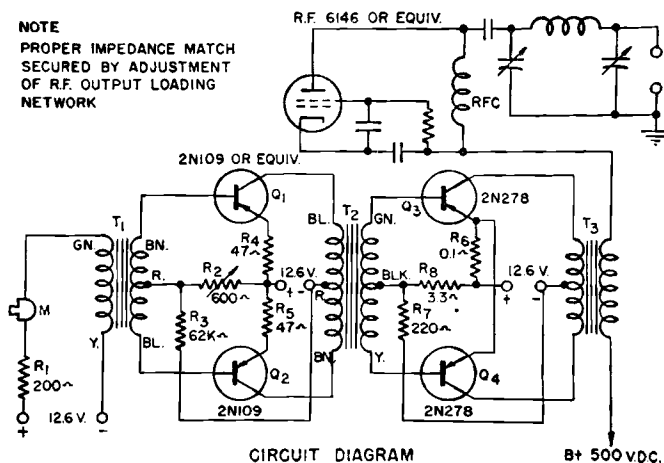 NOTE
PROPER IMPEDANCE MATCH
SECURED BY ADJUSTMENT
OF R.F. OUTPUT LOADING
NETWORK
R.F. 6146 OR EQUIV.
RFC
2N109 OR EQUIV.
Q1
T1
GN.
BN.
R.
BL.
Y.
M
R1
200~
+ 12.6 V. -
R2
600~
R3
62K~
R4
47~
+ - 12.6 V.
R5
47~
Q2
2N109
BL.
T2
GN.
R.
BLK.
BN.
Y.
Q3
2N278
R6
0.1~
R8
3.3~
R7
220~
12.6 V.
+ -
Q4
2N278
T3
CIRCUIT DIAGRAM
B+ 500 V.D.C.